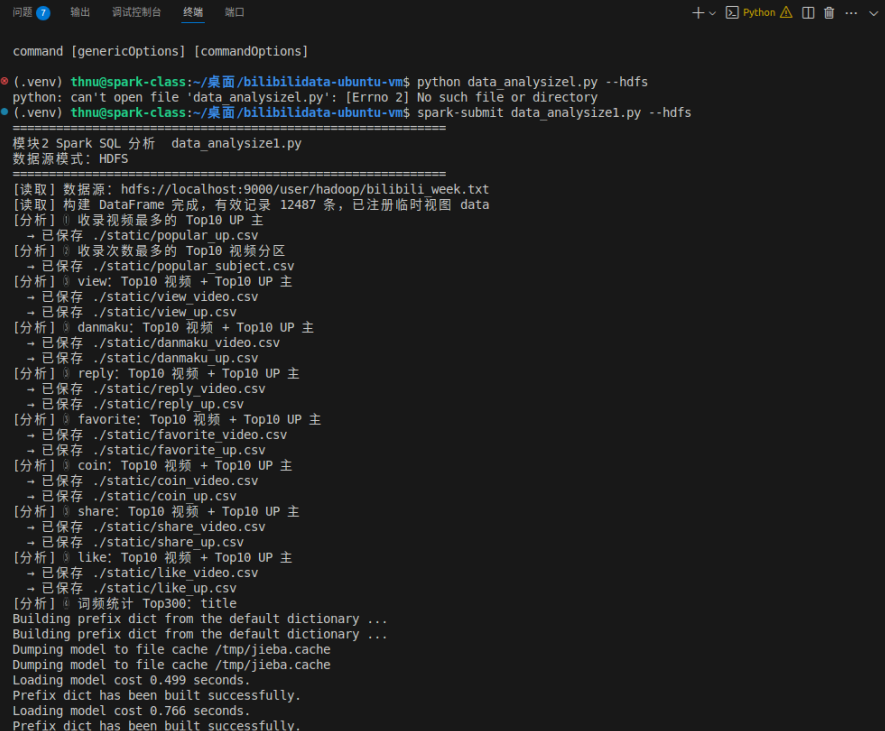 问题 7 输出 调试控制台 终端 端口 Python
command [genericOptions] [commandOptions]
(.venv) thnu@spark-class:~/桌面/bilibilidata-ubuntu-vm$ python data_analysizel.py --hdfs
python: can't open file 'data_analysizel.py': [Errno 2] No such file or directory
(.venv) thnu@spark-class:~/桌面/bilibilidata-ubuntu-vm$ spark-submit data_analysize1.py --hdfs
============================================================
模块2 Spark SQL 分析  data_analysize1.py
数据源模式：HDFS
============================================================
[读取] 数据源：hdfs://localhost:9000/user/hadoop/bilibili_week.txt
[读取] 构建 DataFrame 完成，有效记录 12487 条，已注册临时视图 data
[分析] ① 收录视频最多的 Top10 UP 主
  → 已保存 ./static/popular_up.csv
[分析] ② 收录次数最多的 Top10 视频分区
  → 已保存 ./static/popular_subject.csv
[分析] ③ view：Top10 视频 + Top10 UP 主
  → 已保存 ./static/view_video.csv
  → 已保存 ./static/view_up.csv
[分析] ③ danmaku：Top10 视频 + Top10 UP 主
  → 已保存 ./static/danmaku_video.csv
  → 已保存 ./static/danmaku_up.csv
[分析] ③ reply：Top10 视频 + Top10 UP 主
  → 已保存 ./static/reply_video.csv
  → 已保存 ./static/reply_up.csv
[分析] ③ favorite：Top10 视频 + Top10 UP 主
  → 已保存 ./static/favorite_video.csv
  → 已保存 ./static/favorite_up.csv
[分析] ③ coin：Top10 视频 + Top10 UP 主
  → 已保存 ./static/coin_video.csv
  → 已保存 ./static/coin_up.csv
[分析] ③ share：Top10 视频 + Top10 UP 主
  → 已保存 ./static/share_video.csv
  → 已保存 ./static/share_up.csv
[分析] ③ like：Top10 视频 + Top10 UP 主
  → 已保存 ./static/like_video.csv
  → 已保存 ./static/like_up.csv
[分析] ④ 词频统计 Top300：title
Building prefix dict from the default dictionary ...
Building prefix dict from the default dictionary ...
Dumping model to file cache /tmp/jieba.cache
Dumping model to file cache /tmp/jieba.cache
Loading model cost 0.499 seconds.
Prefix dict has been built successfully.
Loading model cost 0.766 seconds.
Prefix dict has been built successfully.